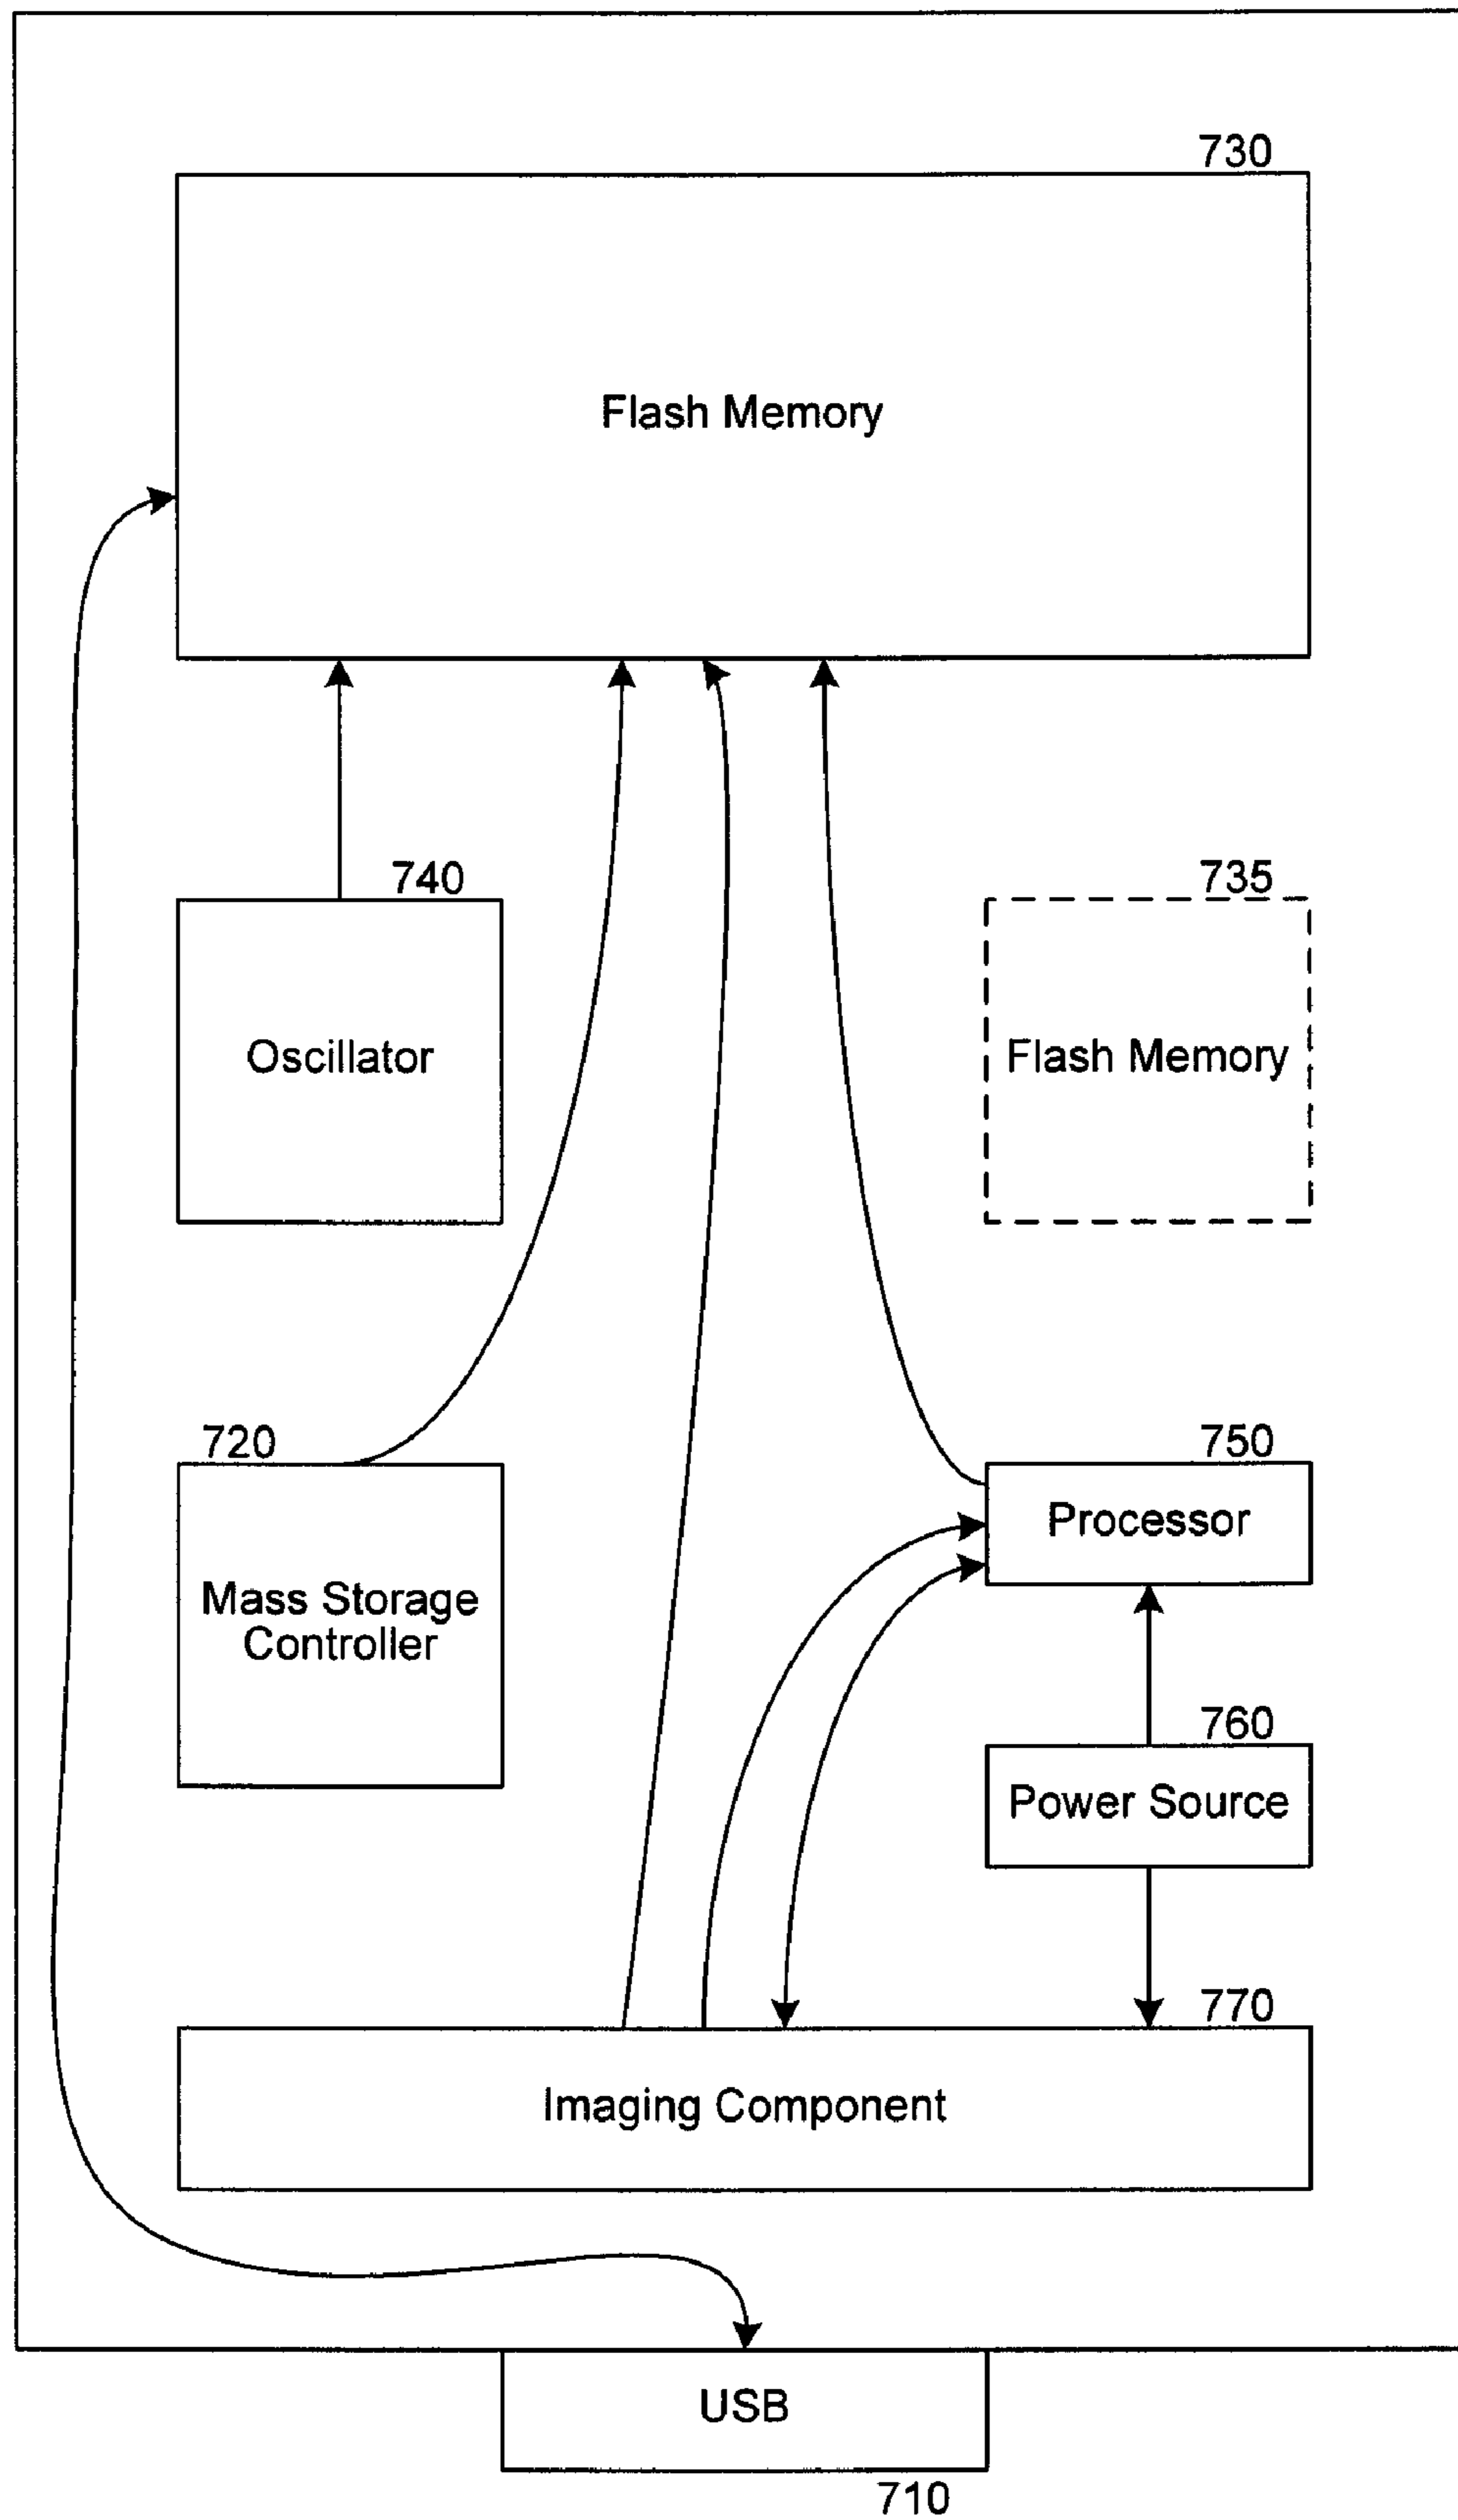 730
Flash Memory
740
735
Oscillator
Flash Memory
720
750
Processor
Mass Storage
Controller
760
Power Source
770
Imaging Component
USB
710